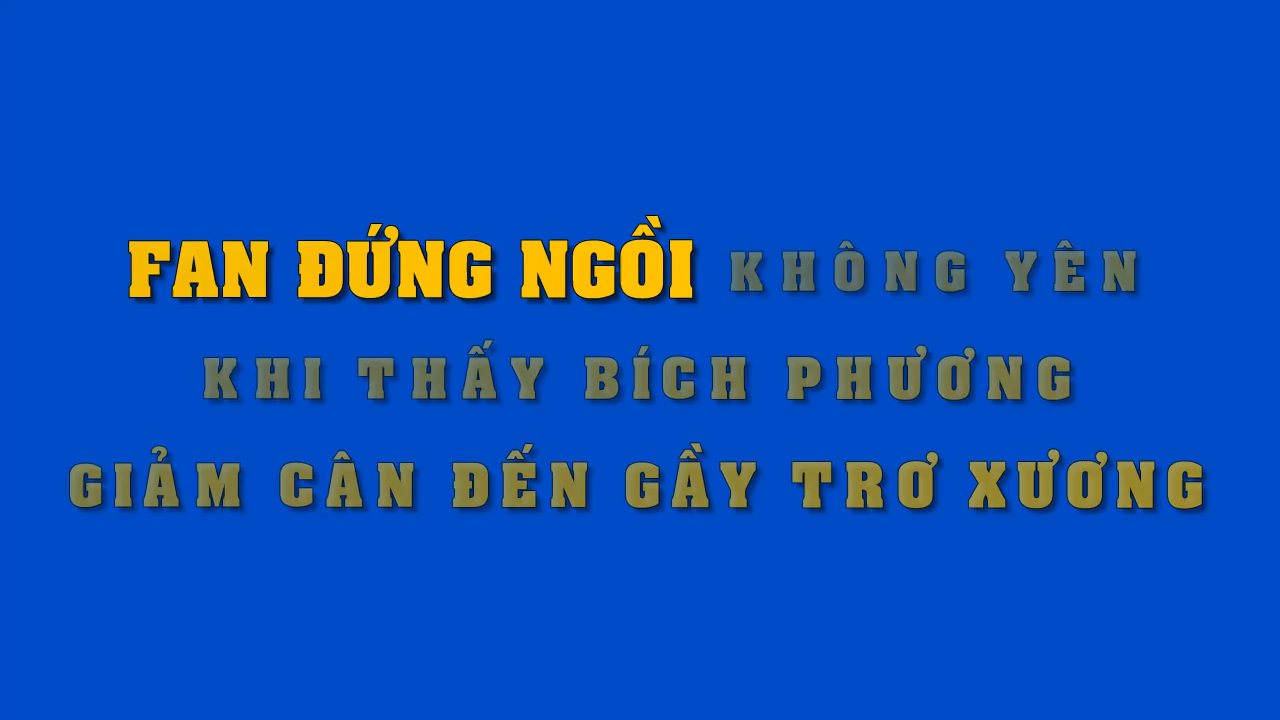 FAN ĐỨNG NGỒI KHÔNG YÊN
KHI THẤY BÍCH PHƯƠNG
GIẢM CÂN ĐẾN GẦY TRƠ XƯƠNG